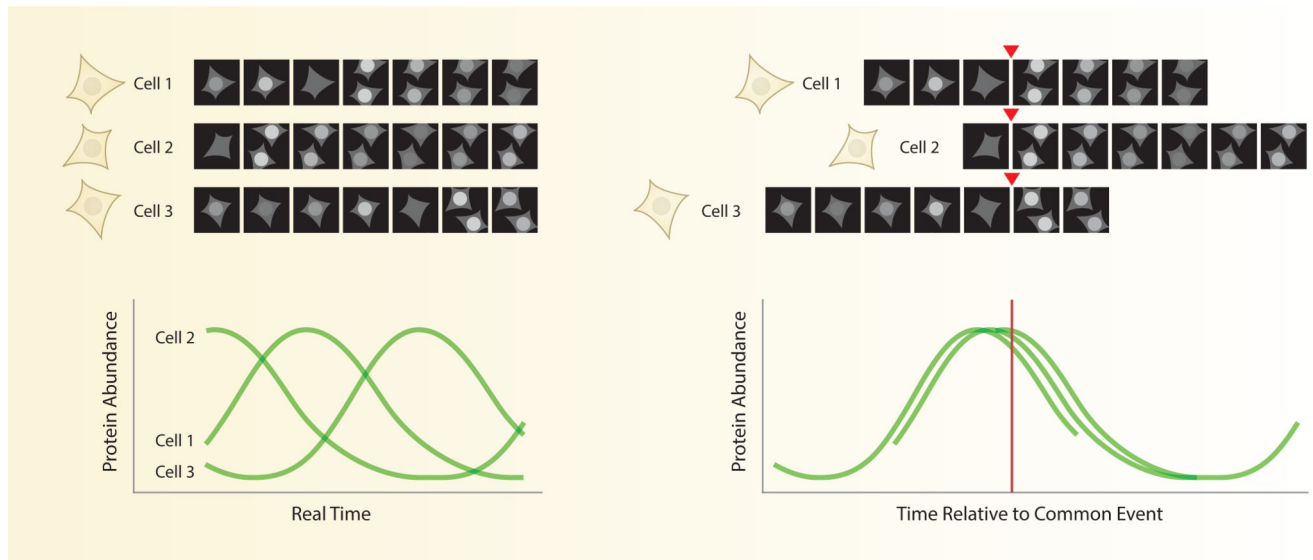 Cell 1
Cell 2
Cell 3
Cell 1
Cell 2
Cell 3
Protein Abundance
Cell 2
Cell 1
Cell 3
Real Time
Protein Abundance
Time Relative to Common Event